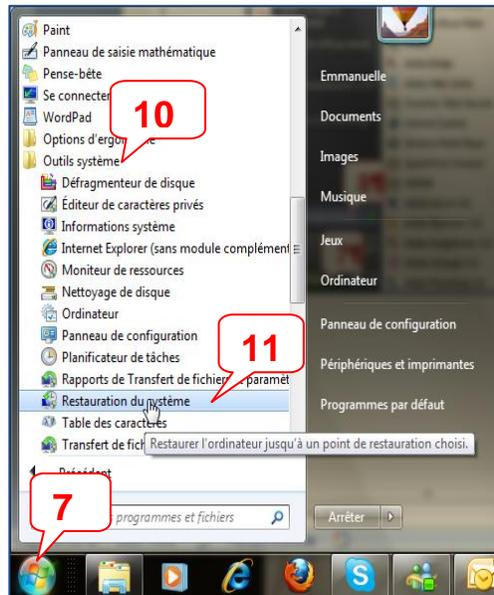 Paint
Panneau de saisie mathématique
Pense-bête
Se connecter
WordPad
Options d'ergo
Outils système
Défragmenteur de disque
Éditeur de caractères privés
Informations système
Internet Explorer (sans module complément
Moniteur de ressources
Nettoyage de disque
Ordinateur
Panneau de configuration
Planificateur de tâches
Rapports de Transfert de fichiers paramèt
Restauration du système
Table des caractères
Transfert de fich
Restaurer l'ordinateur jusqu'à un point de restauration choisi.
Précédent
programmes et fichiers
10
11
7
Emmanuelle
Documents
Images
Musique
Jeux
Ordinateur
Panneau de configuration
Périphériques et imprimantes
Programmes par défaut
Arrêter